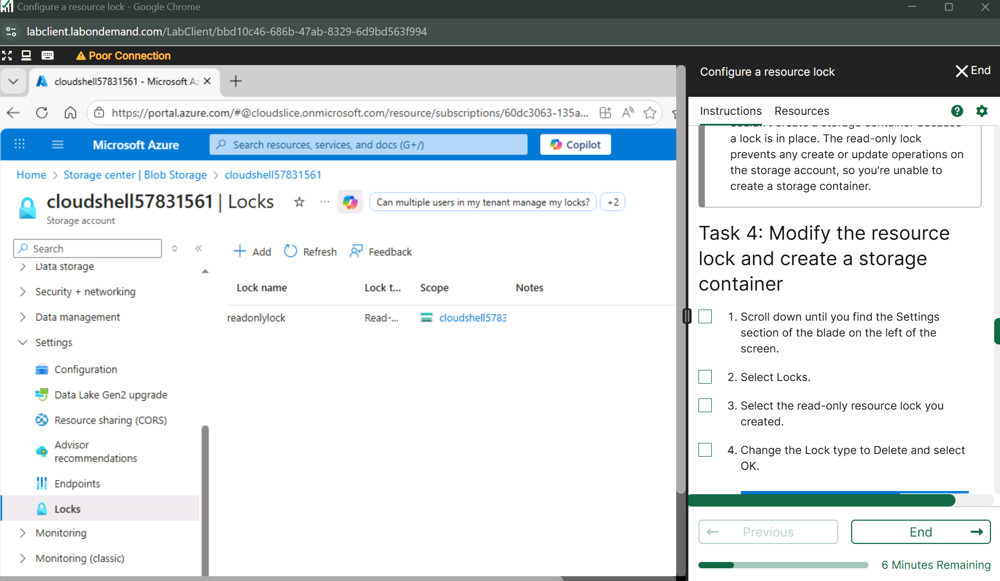 Configure a resource lock - Google Chrome
labclient.labondemand.com/LabClient/bbd10c46-686b-47ab-8329-6d9bd563f994
Poor Connection
cloudshell57831561 - Microsoft Az
https://portal.azure.com/#@cloudslice.onmicrosoft.com/resource/subscriptions/60dc3063-135a...
Microsoft Azure
Search resources, services, and docs (G+/)
Copilot
Home > Storage center | Blob Storage > cloudshell57831561
cloudshell57831561 | Locks
Storage account
Can multiple users in my tenant manage my locks?
+2
Search
Add
Refresh
Feedback
Data storage
Security + networking
Data management
Settings
Configuration
Data Lake Gen2 upgrade
Resource sharing (CORS)
Advisor
recommendations
Endpoints
Locks
Monitoring
Monitoring (classic)
Lock name Lock t... Scope Notes
readonlylock Read-... cloudshell5783
Configure a resource lock
End
Instructions Resources
couldn't create a storage container because
a lock is in place. The read-only lock
prevents any create or update operations on
the storage account, so you're unable to
create a storage container.
Task 4: Modify the resource
lock and create a storage
container
1. Scroll down until you find the Settings
section of the blade on the left of the
screen.
2. Select Locks.
3. Select the read-only resource lock you
created.
4. Change the Lock type to Delete and select
OK.
Previous
End
6 Minutes Remaining